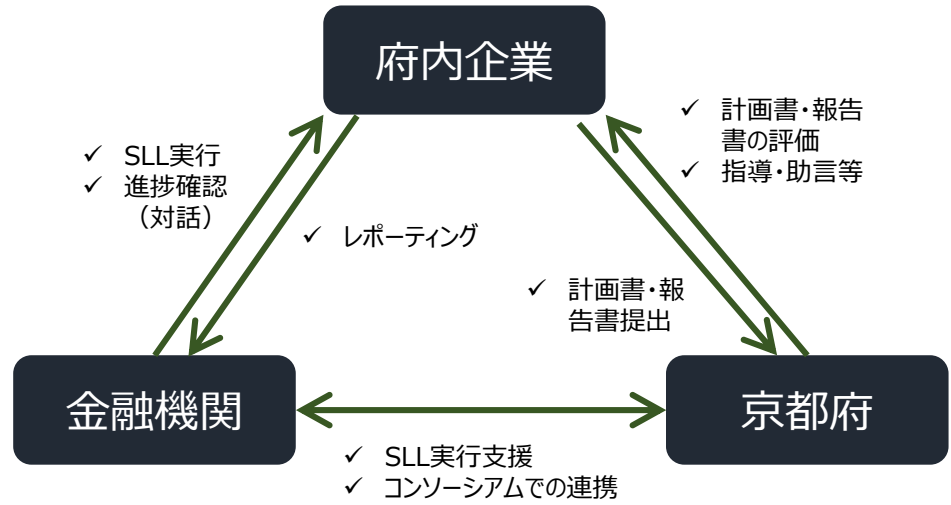 府内企業
✓ 計画書・報告
書の評価
✓ 指導・助言等
✓ SLL実行
✓ 進捗確認
（対話）
✓ レポーティング
✓ 計画書・報
告書提出
金融機関
京都府
✓ SLL実行支援
✓ コンソーシアムでの連携